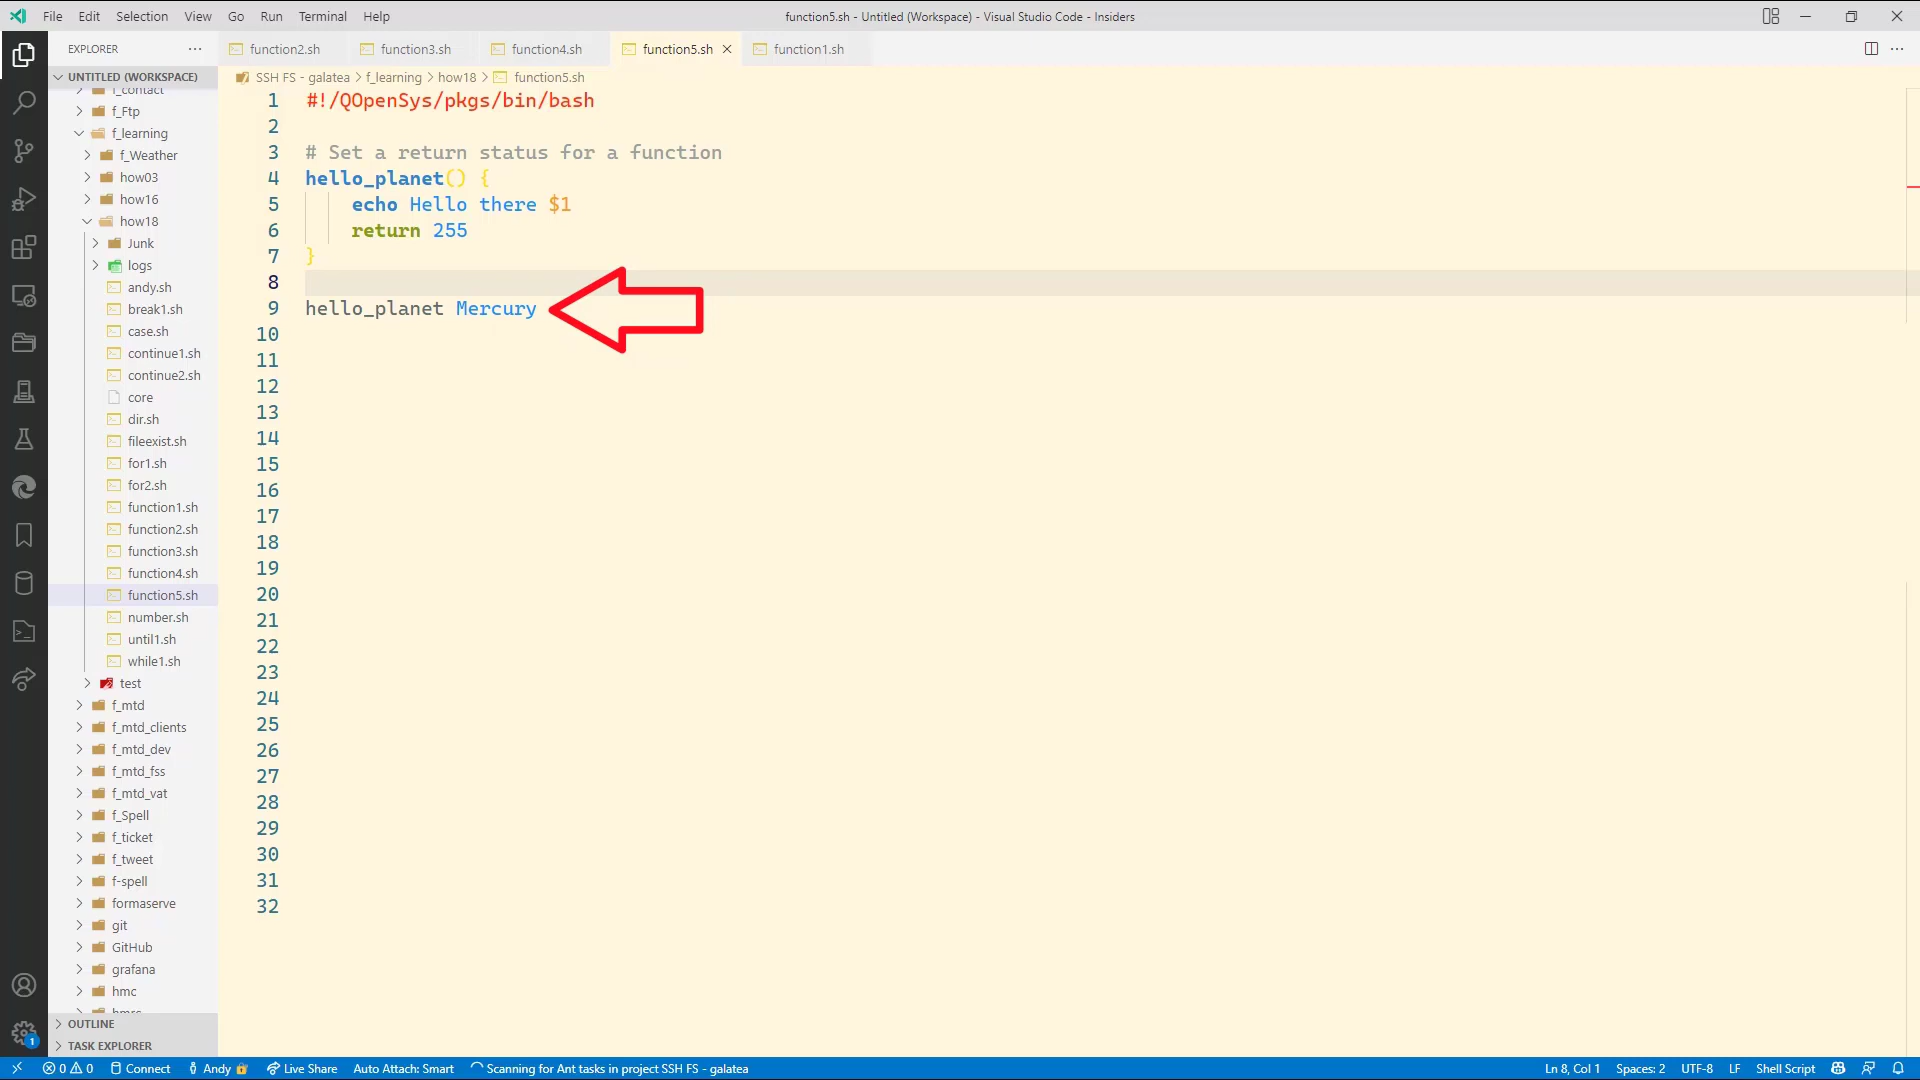 File Edit Selection View Go Run Terminal Help
function5.sh - Untitled (Workspace) - Visual Studio Code - Insiders
EXPLORER
function2.sh
function3.sh
function4.sh
function5.sh
function1.sh
UNTITLED (WORKSPACE)
SSH FS - galatea > f_learning > how18 > function5.sh
f_contact
f_Ftp
f_learning
f_Weather
how03
how16
how18
Junk
logs
andy.sh
break1.sh
case.sh
continue1.sh
continue2.sh
core
dir.sh
fileexist.sh
for1.sh
for2.sh
function1.sh
function2.sh
function3.sh
function4.sh
function5.sh
number.sh
until1.sh
while1.sh
test
f_mtd
f_mtd_clients
f_mtd_dev
f_mtd_fss
f_mtd_vat
f_Spell
f_ticket
f_tweet
f-spell
formaserve
git
GitHub
grafana
hmc
OUTLINE
TASK EXPLORER
1 #!/QOpenSys/pkgs/bin/bash
2
3 # Set a return status for a function
4 hello_planet() {
5 echo Hello there $1
6 return 255
7 }
8
9 hello_planet Mercury
10
11
12
13
14
15
16
17
18
19
20
21
22
23
24
25
26
27
28
29
30
31
32
1
0 0 Connect Andy Live Share Auto Attach: Smart Scanning for Ant tasks in project SSH FS - galatea
Ln 8, Col 1 Spaces: 2 UTF-8 LF Shell Script